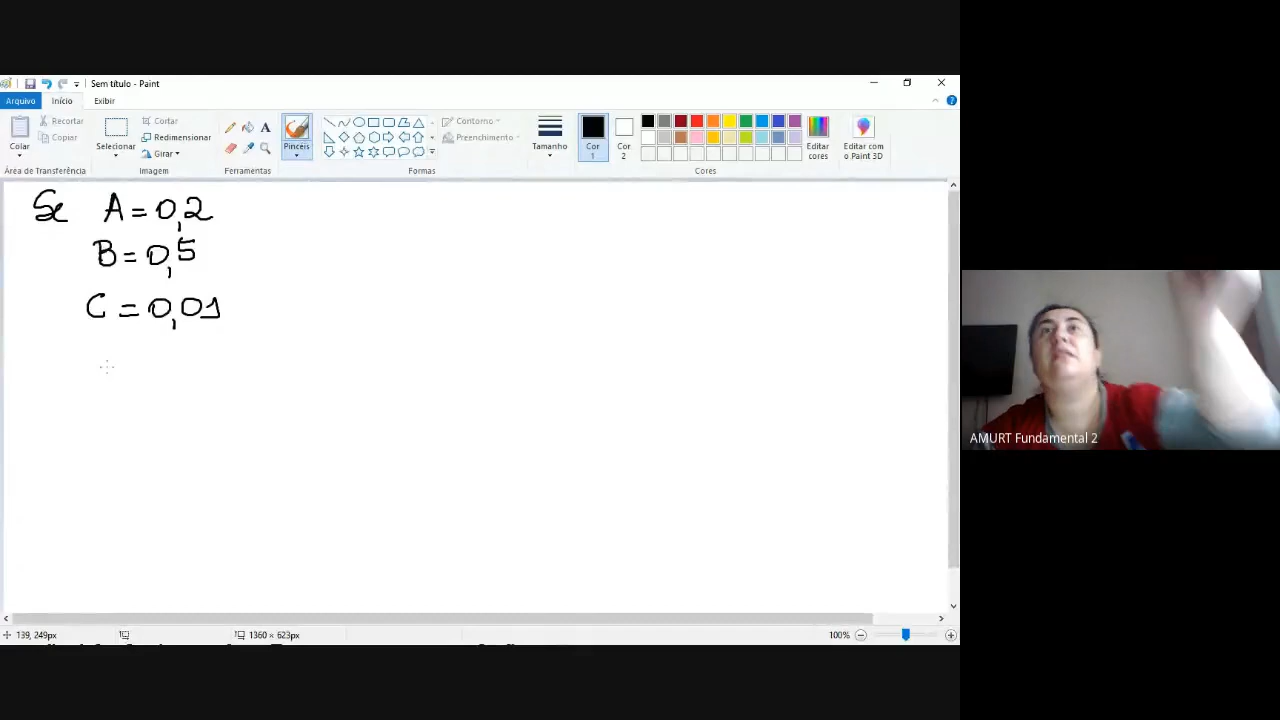 Sem título - Paint
Arquivo Início Exibir
Colar
Recortar
Copiar
Área de Transferência
Selecionar
Cortar
Redimensionar
Girar
Imagem
A
Ferramentas
Pincéis
Contorno
Preenchimento
Formas
Tamanho
Cor 1
Cor 2
Editar cores
Cores
Editar com o Paint 3D
Se A = 0,2
B = 0,5
C = 0,01
AMURT Fundamental 2
139, 249px
1360 × 623px
100%